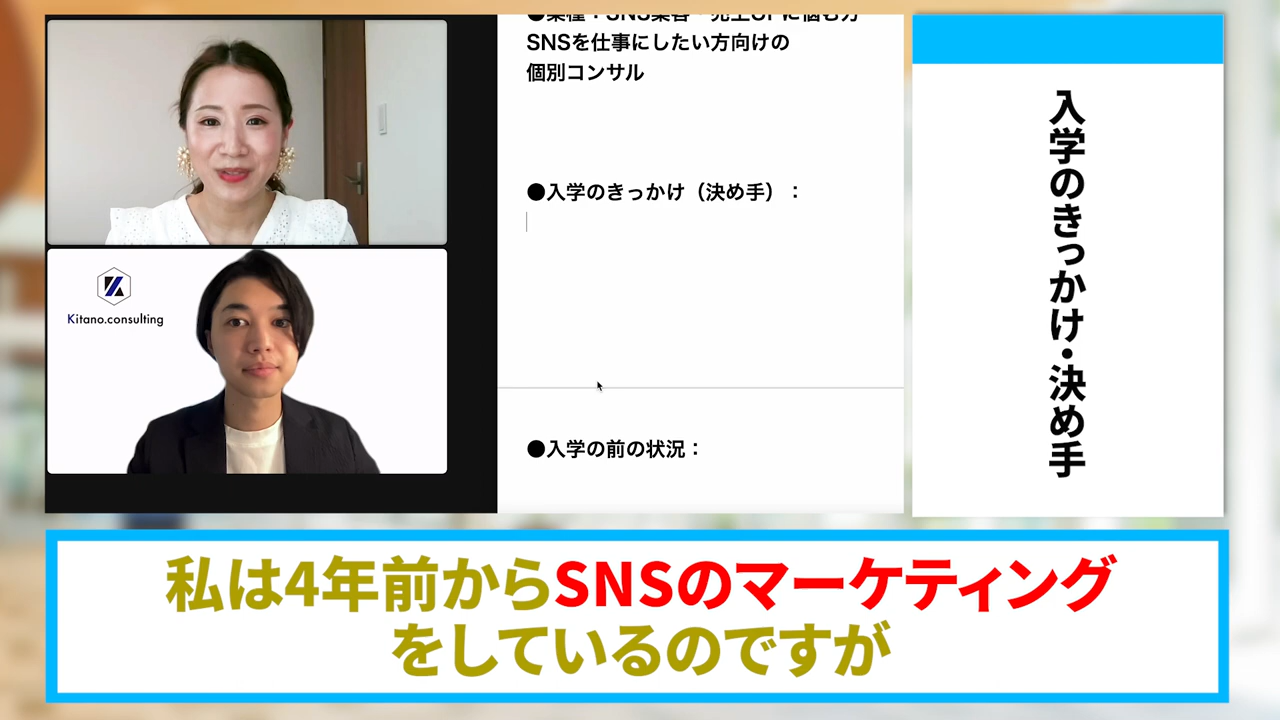 SNSを仕事にしたい方向けの
個別コンサル
●入学のきっかけ（決め手）：
●入学の前の状況：
Kitano.consulting
入学のきっかけ・決め手
私は4年前からSNSのマーケティング
をしているのですが